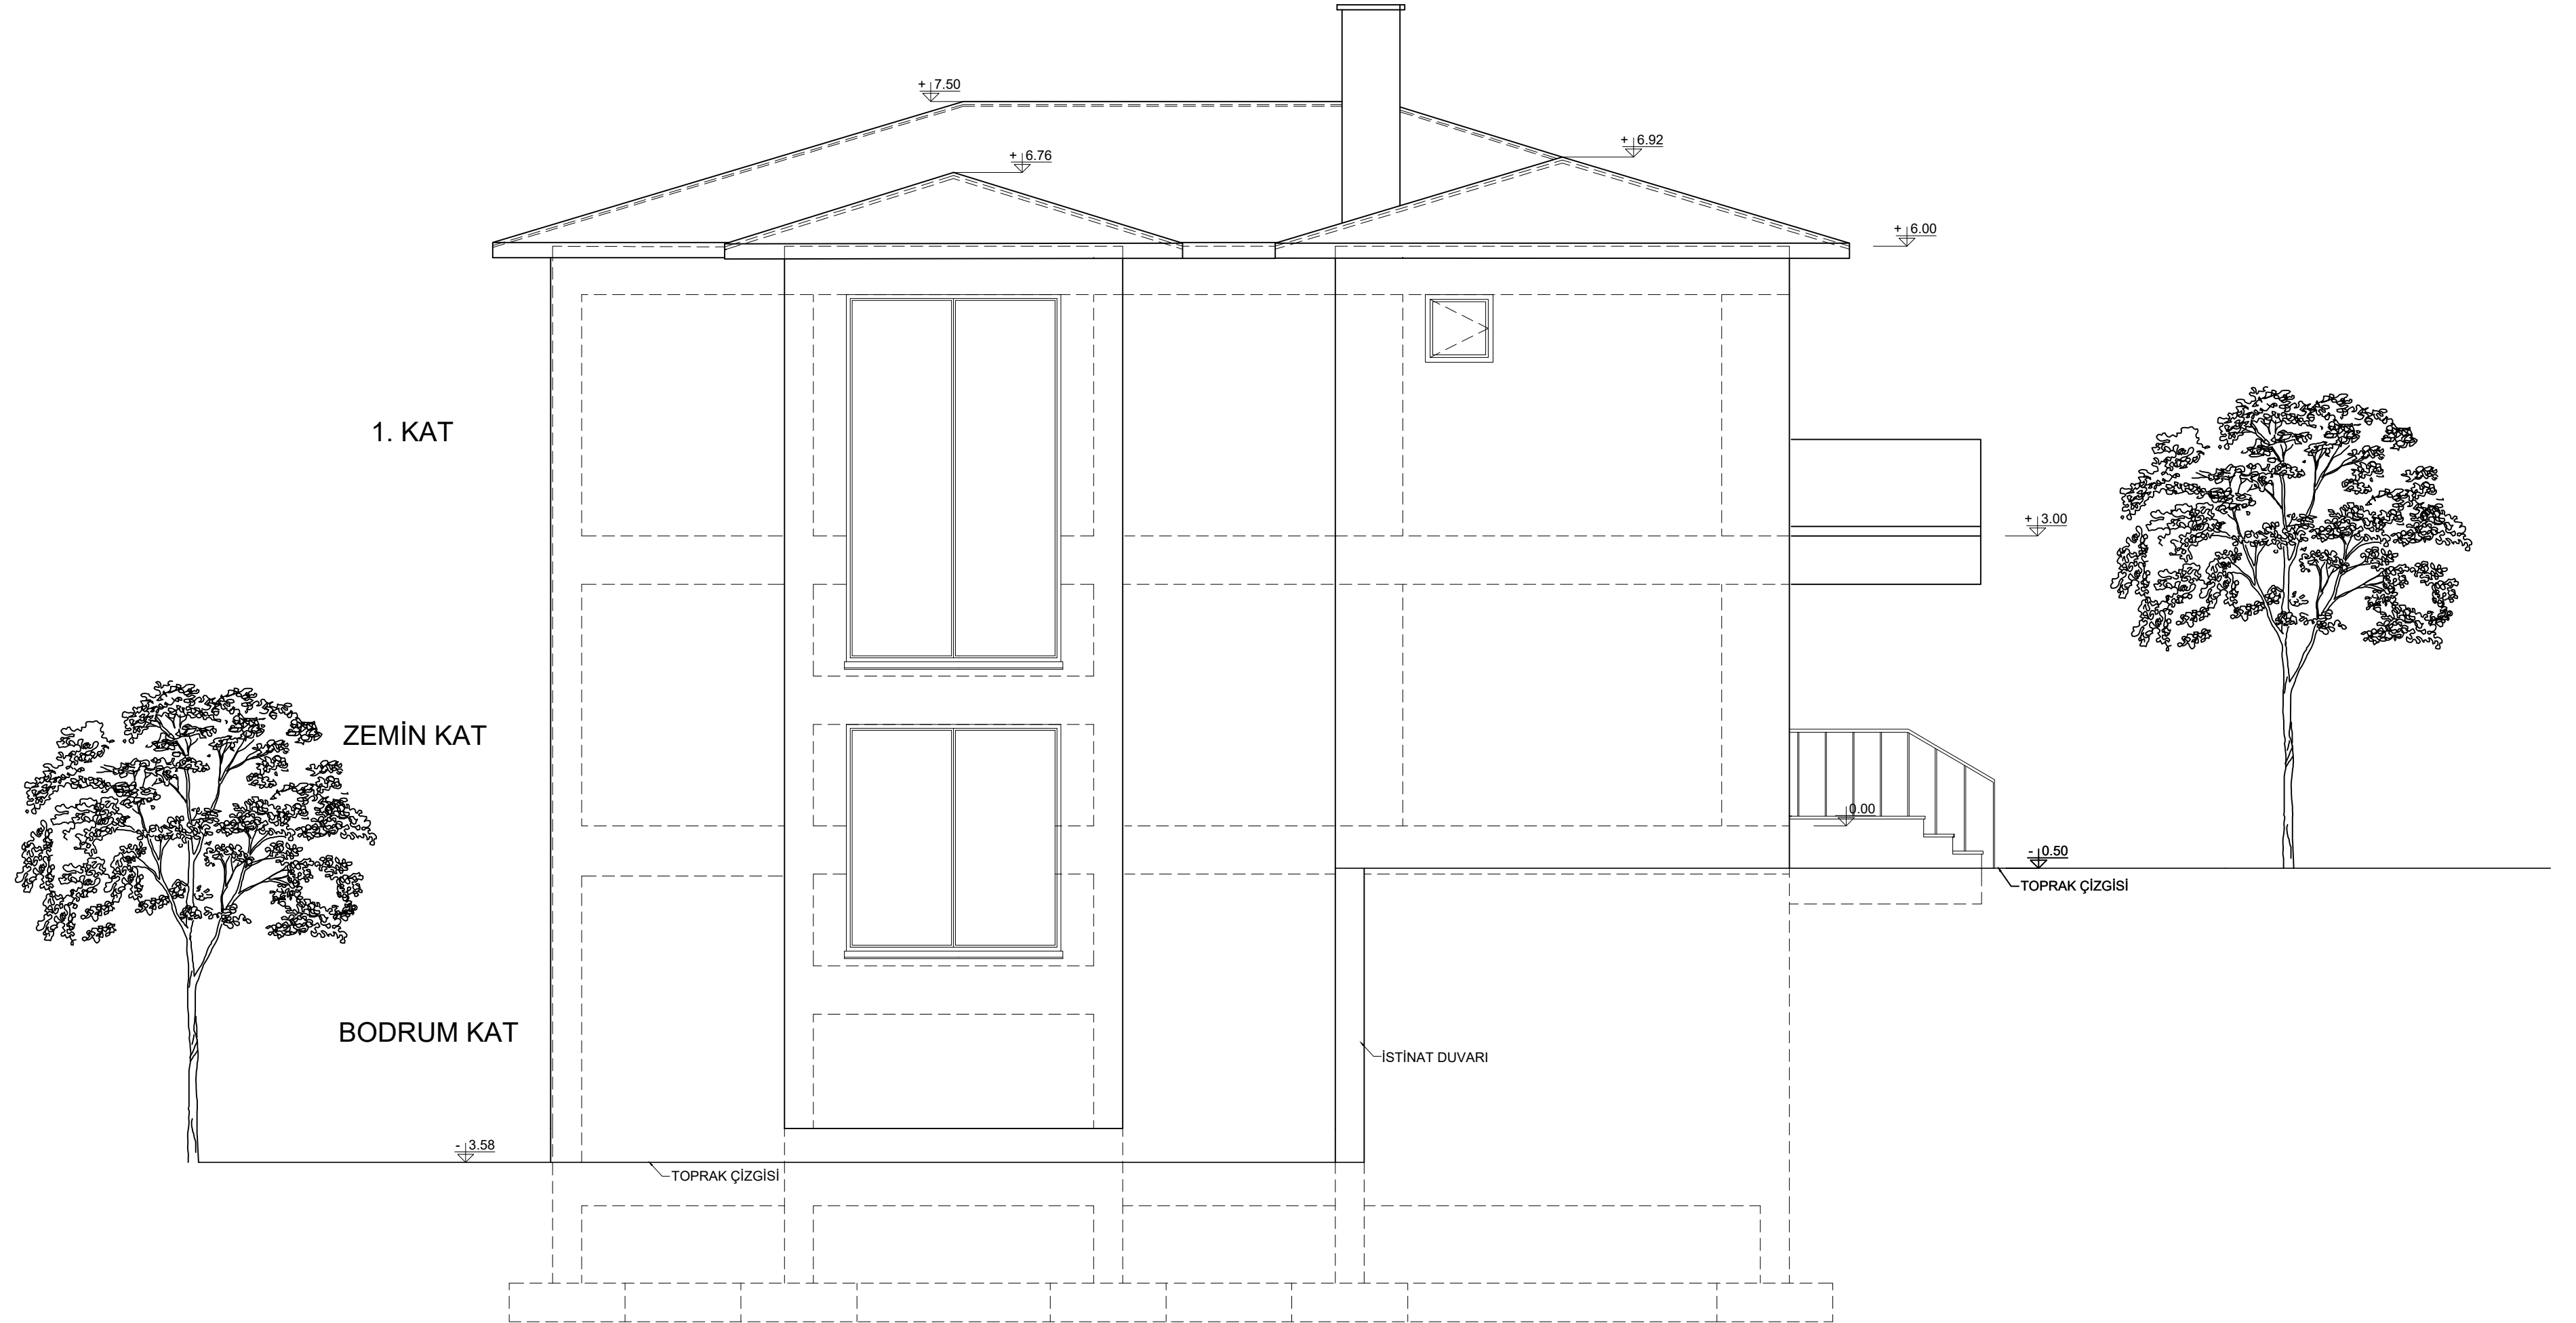 + 7.50
+ 6.92
+ 6.76
+ 6.00
1. KAT
+ 3.00
ZEMİN KAT
0.00
- 0.50
TOPRAK ÇİZGİSİ
BODRUM KAT
İSTİNAT DUVARI
- 3.58
TOPRAK ÇİZGİSİ